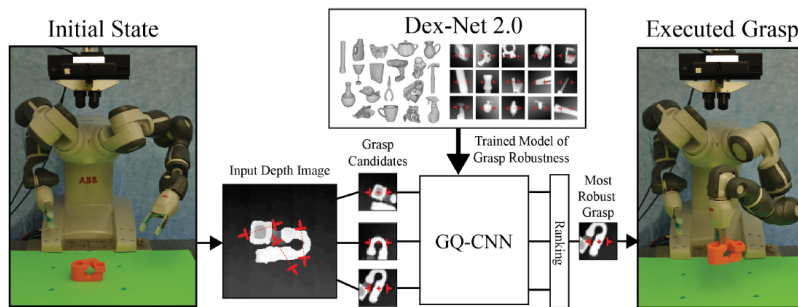 Initial State
Dex-Net 2.0
Executed Grasp
ABB
Input Depth Image
Grasp
Candidates
Trained Model of
Grasp Robustness
GQ-CNN
Ranking
Most
Robust
Grasp